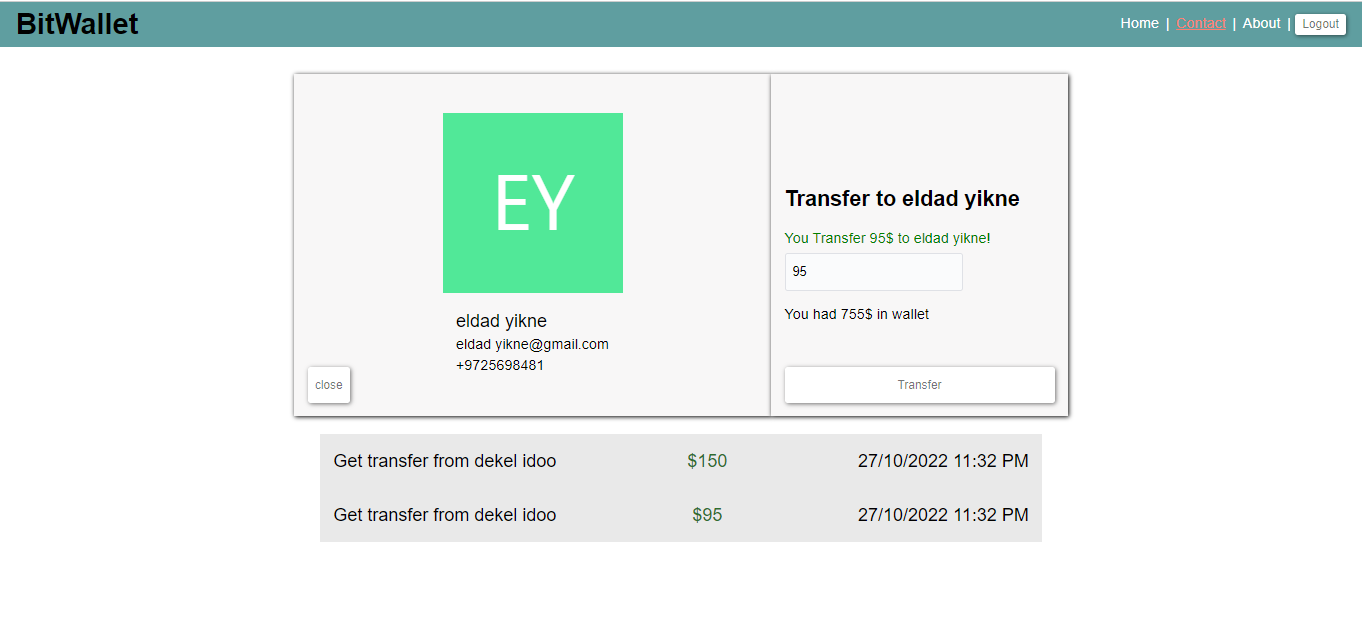 BitWallet
Home | Contact | About | Logout
EY
eldad yikne
eldad yikne@gmail.com
+9725698481
close
Transfer to eldad yikne
You Transfer 95$ to eldad yikne!
95
You had 755$ in wallet
Transfer
Get transfer from dekel idoo $150 27/10/2022 11:32 PM
Get transfer from dekel idoo $95 27/10/2022 11:32 PM